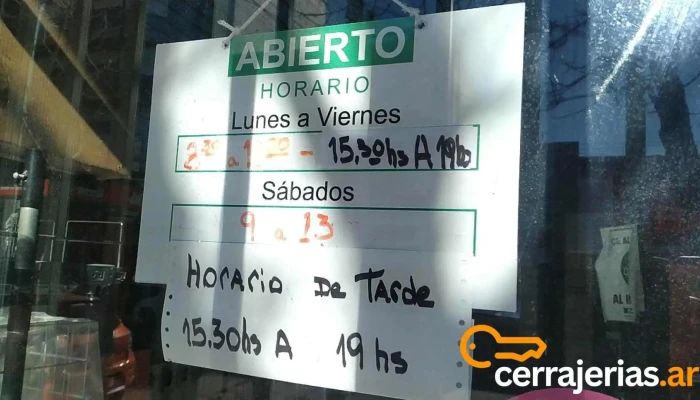 ABIERTO
HORARIO
Lunes a Viernes
a - 15.30hs A 19hs
Sábados
9 a 13
HORARIO De TARDe
15.30hs A 19hs
cerrajerias.ar